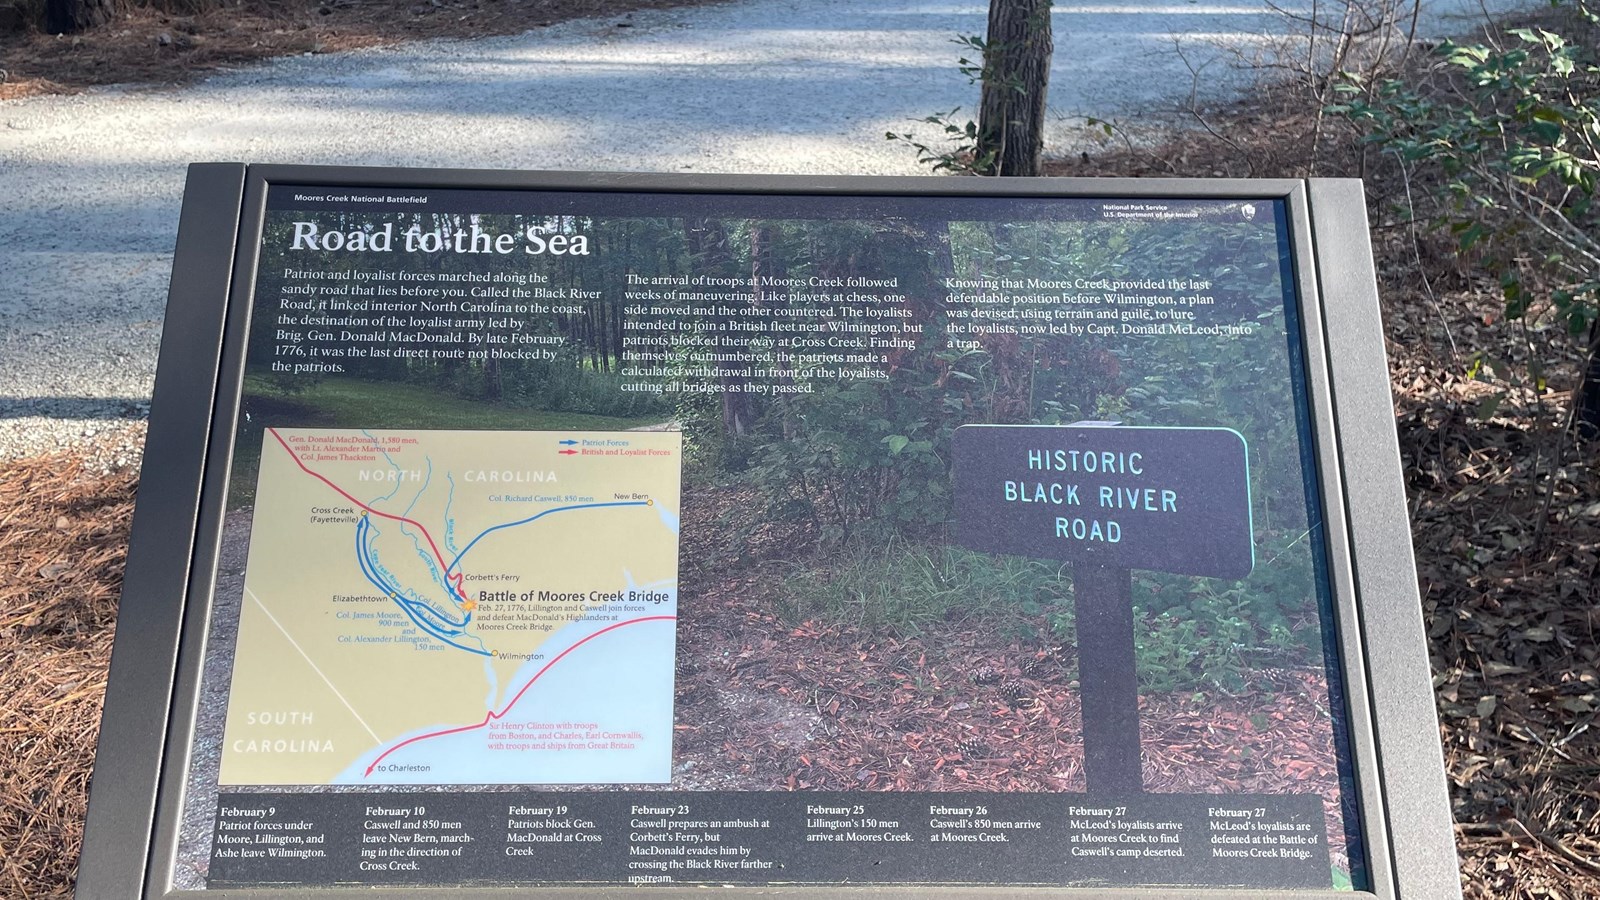 Moores Creek National Battlefield
National Park Service
U.S. Department of the Interior
Road to the Sea
Patriot and loyalist forces marched along the
sandy road that lies before you. Called the Black River
Road, it linked interior North Carolina to the coast,
the destination of the loyalist army led by
Brig. Gen. Donald MacDonald. By late February
1776, it was the last direct route not blocked by
the patriots.
The arrival of troops at Moores Creek followed
weeks of maneuvering. Like players at chess, one
side moved and the other countered. The loyalists
intended to join a British fleet near Wilmington, but
patriots blocked their way at Cross Creek. Finding
themselves outnumbered, the patriots made a
calculated withdrawal in front of the loyalists,
cutting all bridges as they passed.
Knowing that Moores Creek provided the last
defendable position before Wilmington, a plan
was devised, using terrain and guile, to lure
the loyalists, now led by Capt. Donald McLeod, into
a trap.
Gen. Donald MacDonald, 1,580 men,
with Lt. Alexander Martin and
Col. James Thackston
Patriot Forces
British and Loyalist Forces
NORTH CAROLINA
Col. Richard Caswell, 850 men
New Bern
Cross Creek
(Fayetteville)
Black River
South River
Cape Fear River
Corbett's Ferry
Elizabethtown
Col. Lillington
Col. Moore
Battle of Moores Creek Bridge
Feb. 27, 1776, Lillington and Caswell join forces
and defeat MacDonald's Highlanders at
Moores Creek Bridge.
Col. James Moore,
900 men
and
Col. Alexander Lillington,
150 men
Wilmington
SOUTH
CAROLINA
Sir Henry Clinton with troops
from Boston, and Charles, Earl Cornwallis,
with troops and ships from Great Britain
to Charleston
HISTORIC
BLACK RIVER
ROAD
February 9
Patriot forces under
Moore, Lillington, and
Ashe leave Wilmington.
February 10
Caswell and 850 men
leave New Bern, march-
ing in the direction of
Cross Creek.
February 19
Patriots block Gen.
MacDonald at Cross
Creek
February 23
Caswell prepares an ambush at
Corbett's Ferry, but
MacDonald evades him by
crossing the Black River farther
upstream.
February 25
Lillington's 150 men
arrive at Moores Creek.
February 26
Caswell's 850 men arrive
at Moores Creek.
February 27
McLeod's loyalists arrive
at Moores Creek to find
Caswell's camp deserted.
February 27
McLeod's loyalists are
defeated at the Battle of
Moores Creek Bridge.